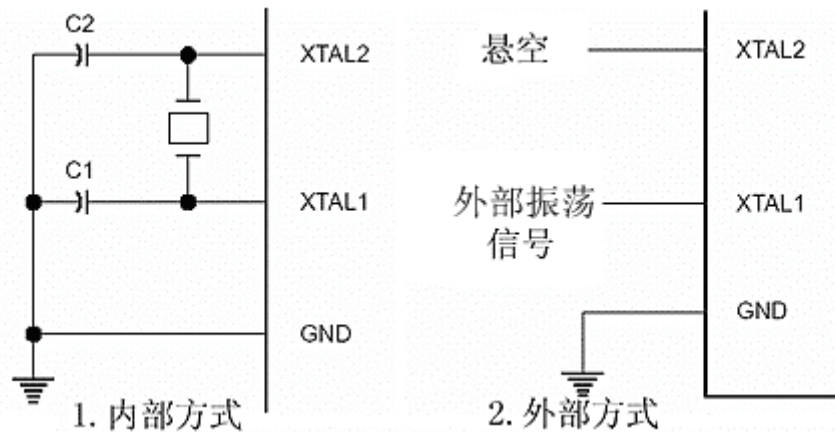 C2
XTAL2
C1
XTAL1
GND
1. 内部方式
悬空
XTAL2
外部振荡
信号
XTAL1
GND
2. 外部方式